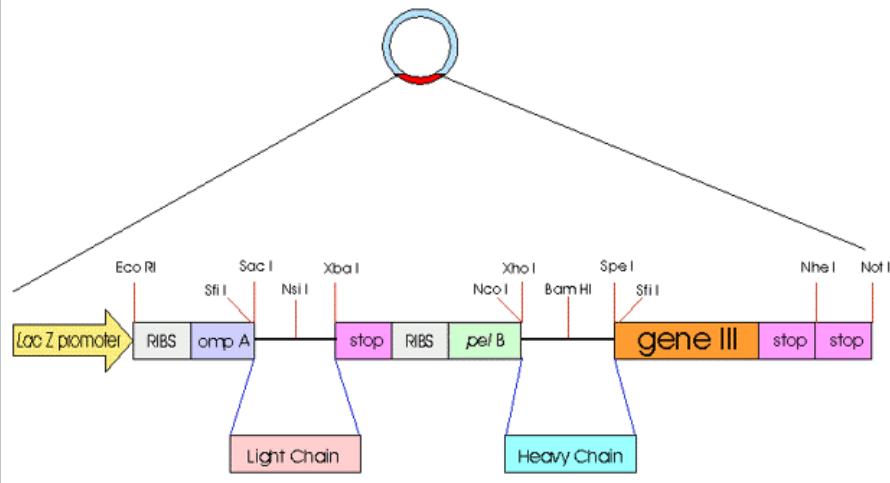 Eco RI
Sac I
Xba I
Xho I
Spe I
Nhe I
Not I
Sfi I
Nsi I
Nco I
Bam HI
Sfi I
Lac Z promoter
RIBS
omp A
stop
RIBS
pel B
gene III
stop
stop
Light Chain
Heavy Chain